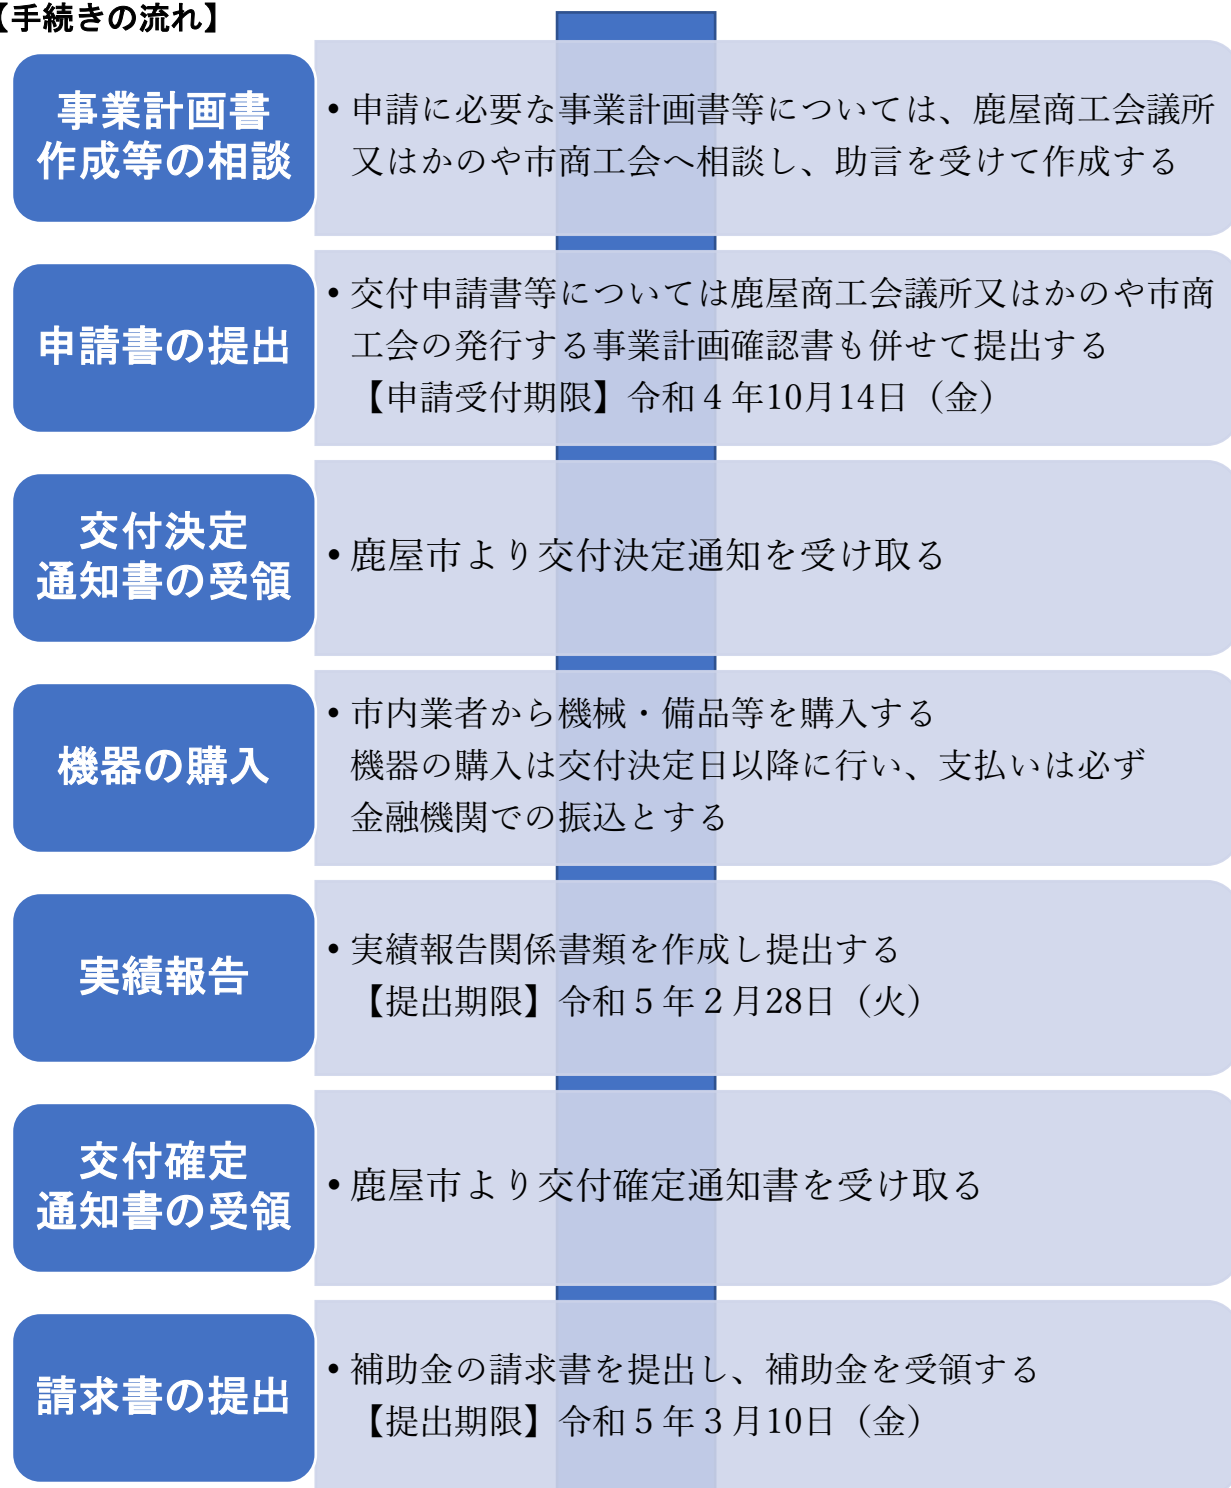 【手続きの流れ】
事業計画書
作成等の相談
• 申請に必要な事業計画書等については、鹿屋商工会議所
又はかのや市商工会へ相談し、助言を受けて作成する
申請書の提出
• 交付申請書等については鹿屋商工会議所又はかのや市商
工会の発行する事業計画確認書も併せて提出する
【申請受付期限】令和４年10月14日（金）
交付決定
通知書の受領
• 鹿屋市より交付決定通知を受け取る
機器の購入
• 市内業者から機械・備品等を購入する
機器の購入は交付決定日以降に行い、支払いは必ず
金融機関での振込とする
実績報告
• 実績報告関係書類を作成し提出する
【提出期限】令和５年２月28日（火）
交付確定
通知書の受領
• 鹿屋市より交付確定通知書を受け取る
請求書の提出
• 補助金の請求書を提出し、補助金を受領する
【提出期限】令和５年３月10日（金）